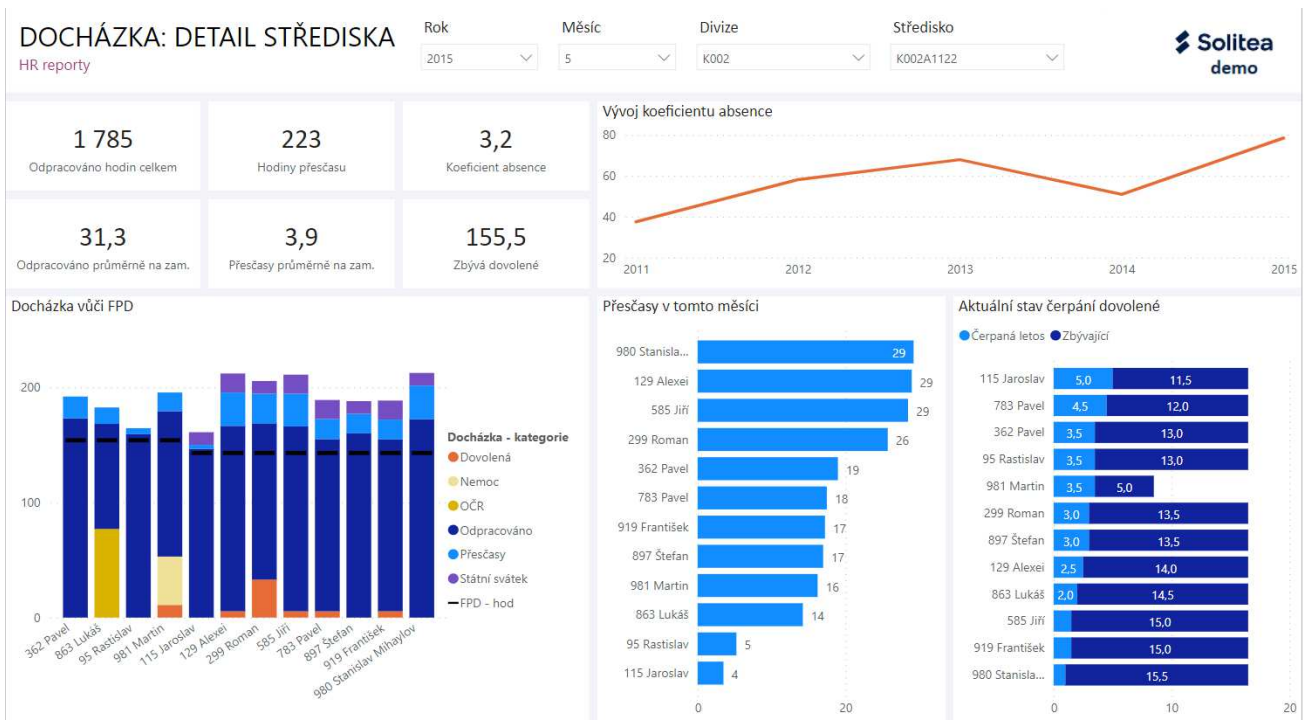 DOCHÁZKA: DETAIL STŘEDISKA
HR reporty
Rok
2015
Měsíc
5
Divize
K002
Středisko
K002A1122
Solitea
demo
1 785
Odpracováno hodin celkem
223
Hodiny přesčasu
3,2
Koeficient absence
31,3
Odpracováno průměrně na zam.
3,9
Přesčasy průměrně na zam.
155,5
Zbývá dovolené
Vývoj koeficientu absence
80
60
40
20
2011
2012
2013
2014
2015
Docházka vůči FPD
200
100
0
362 Pavel
863 Lukáš
95 Rastislav
981 Martin
115 Jaroslav
129 Alexei
299 Roman
585 Jiří
783 Pavel
897 Štefan
919 František
980 Stanislav Mihaylov
Docházka - kategorie
Dovolená
Nemoc
OČR
Odpracováno
Přesčasy
Státní svátek
FPD - hod
Přesčasy v tomto měsíci
980 Stanisla... 29
129 Alexei 29
585 Jiří 29
299 Roman 26
362 Pavel 19
783 Pavel 18
919 František 17
897 Štefan 17
981 Martin 16
863 Lukáš 14
95 Rastislav 5
115 Jaroslav 4
0 20
Aktuální stav čerpání dovolené
Čerpaná letos Zbývající
115 Jaroslav 5,0 11,5
783 Pavel 4,5 12,0
362 Pavel 3,5 13,0
95 Rastislav 3,5 13,0
981 Martin 3,5 5,0
299 Roman 3,0 13,5
897 Štefan 3,0 13,5
129 Alexei 2,5 14,0
863 Lukáš 2,0 14,5
585 Jiří 15,0
919 František 15,0
980 Stanisla... 15,5
0 10 20